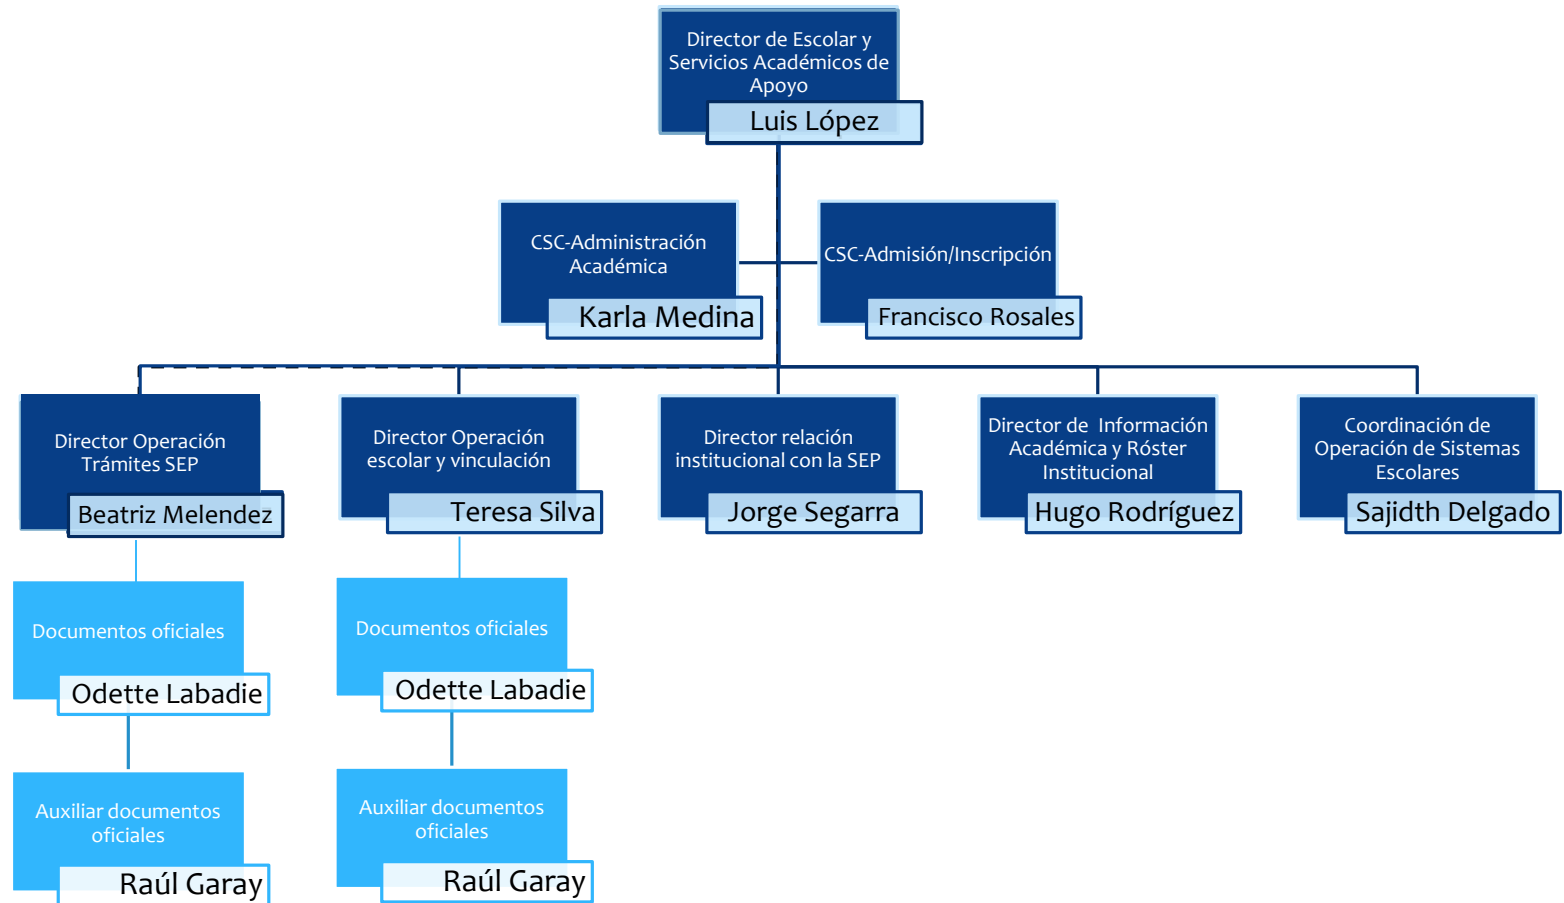 Director de Escolar y
Servicios Académicos de
Apoyo
Luis López
CSC-Administración
Académica
Karla Medina
CSC-Admisión/Inscripción
Francisco Rosales
Director Operación
Trámites SEP
Beatriz Melendez
Director Operación
escolar y vinculación
Teresa Silva
Director relación
institucional con la SEP
Jorge Segarra
Director de Información
Académica y Róster
Institucional
Hugo Rodríguez
Coordinación de
Operación de Sistemas
Escolares
Sajidth Delgado
Documentos oficiales
Odette Labadie
Documentos oficiales
Odette Labadie
Auxiliar documentos
oficiales
Raúl Garay
Auxiliar documentos
oficiales
Raúl Garay